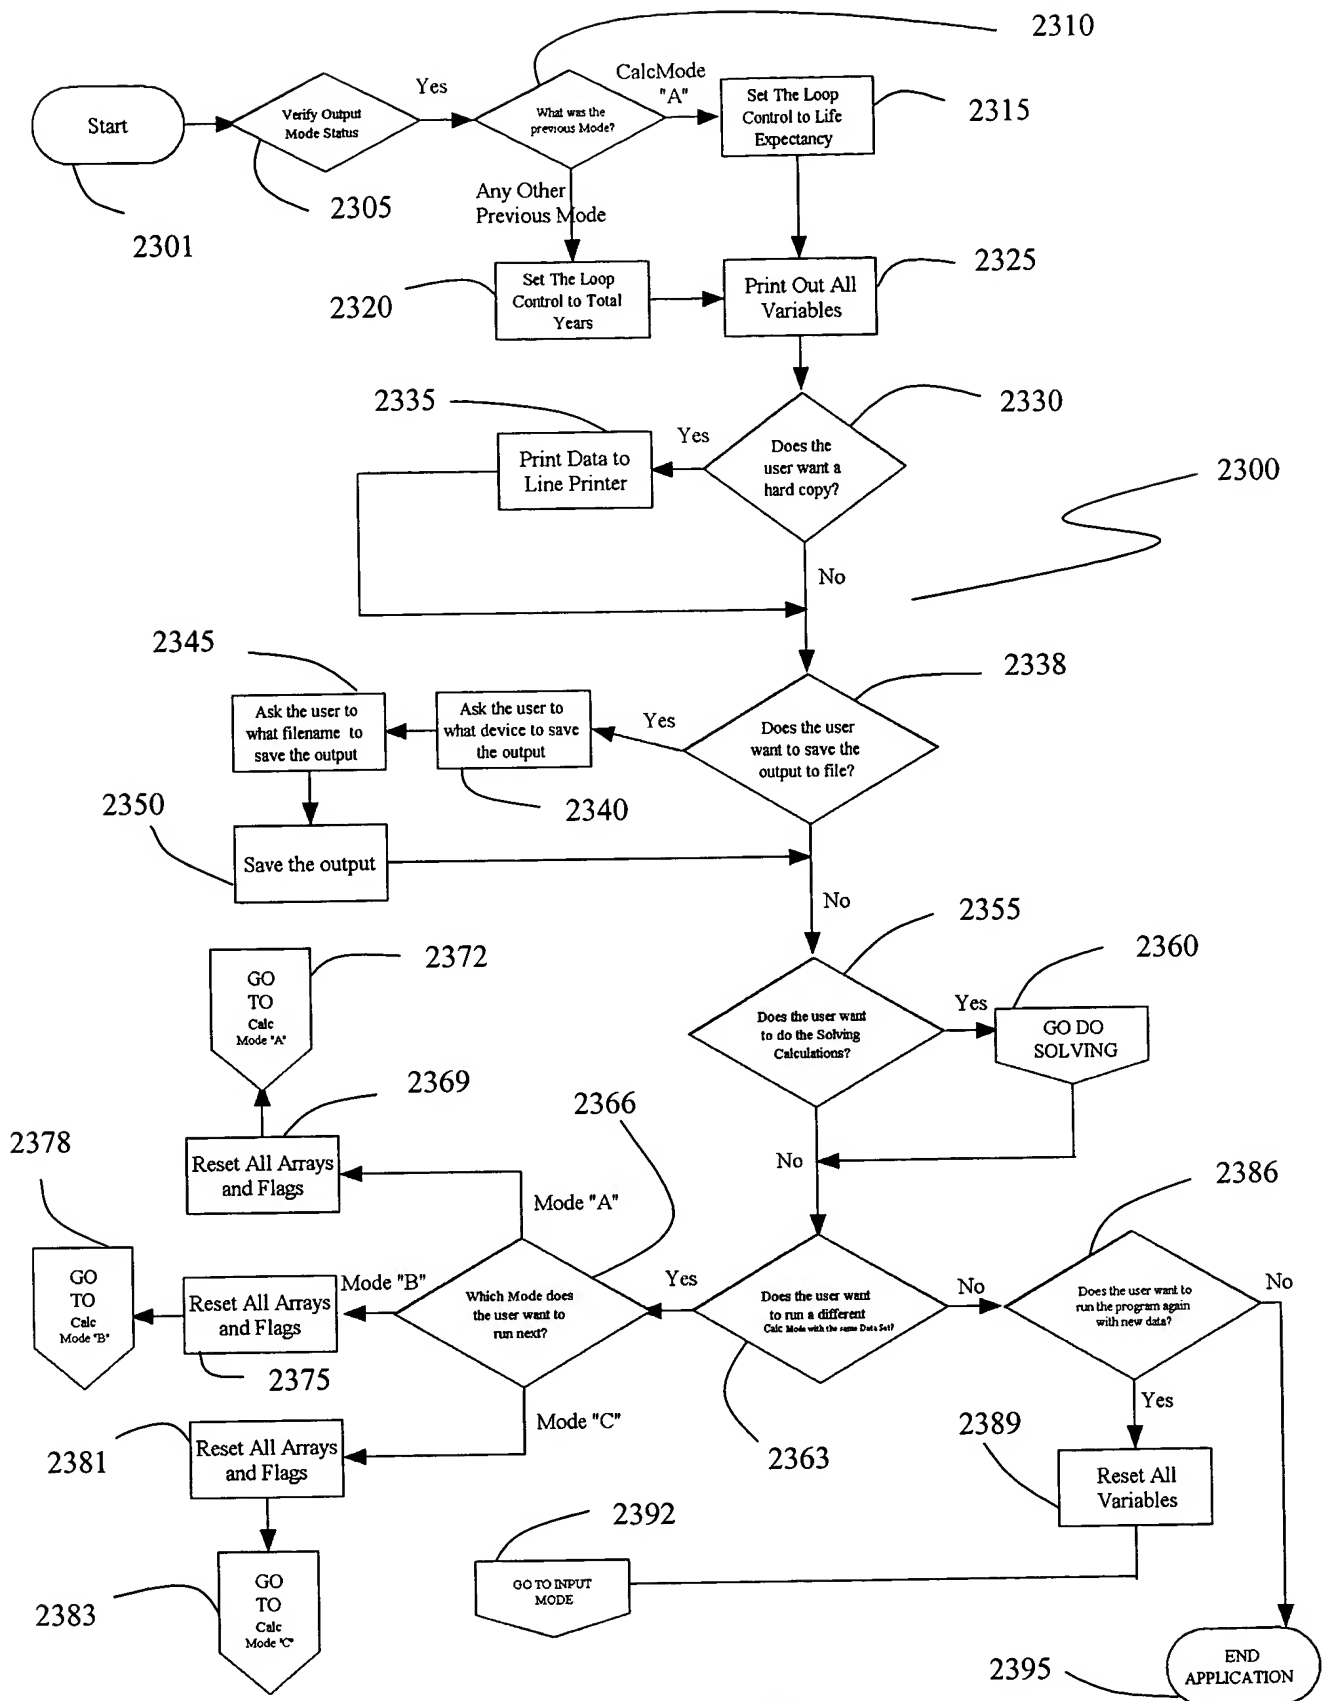 2310
CalcMode
"A"
Yes
Start
Verify Output
Mode Status
What was the
previous Mode?
Set The Loop
Control to Life
Expectancy
2315
2301
2305
Any Other
Previous Mode
2320
Set The Loop
Control to Total
Years
Print Out All
Variables
2325
2335
2330
Yes
Print Data to
Line Printer
Does the
user want a
hard copy?
2300
No
2345
2338
Ask the user to
what filename to
save the output
Ask the user to
what device to save
the output
Yes
Does the user
want to save the
output to file?
2350
2340
Save the output
No
2355
2372
2360
GO
TO
Calc
Mode "A"
Does the user want
to do the Solving
Calculations?
Yes
GO DO
SOLVING
2369
2366
2378
Reset All Arrays
and Flags
No
2386
Mode "A"
GO
TO
Calc
Mode "B"
Reset All Arrays
and Flags
Mode "B"
Which Mode does
the user want to
run next?
Yes
Does the user want
to run a different
Calc Mode with the same Data Set?
No
Does the user want to
run the program again
with new data?
No
2375
Mode "C"
Yes
2381
Reset All Arrays
and Flags
2363
2389
Reset All
Variables
2392
GO TO INPUT
MODE
2383
GO
TO
Calc
Mode "C"
2395
END
APPLICATION